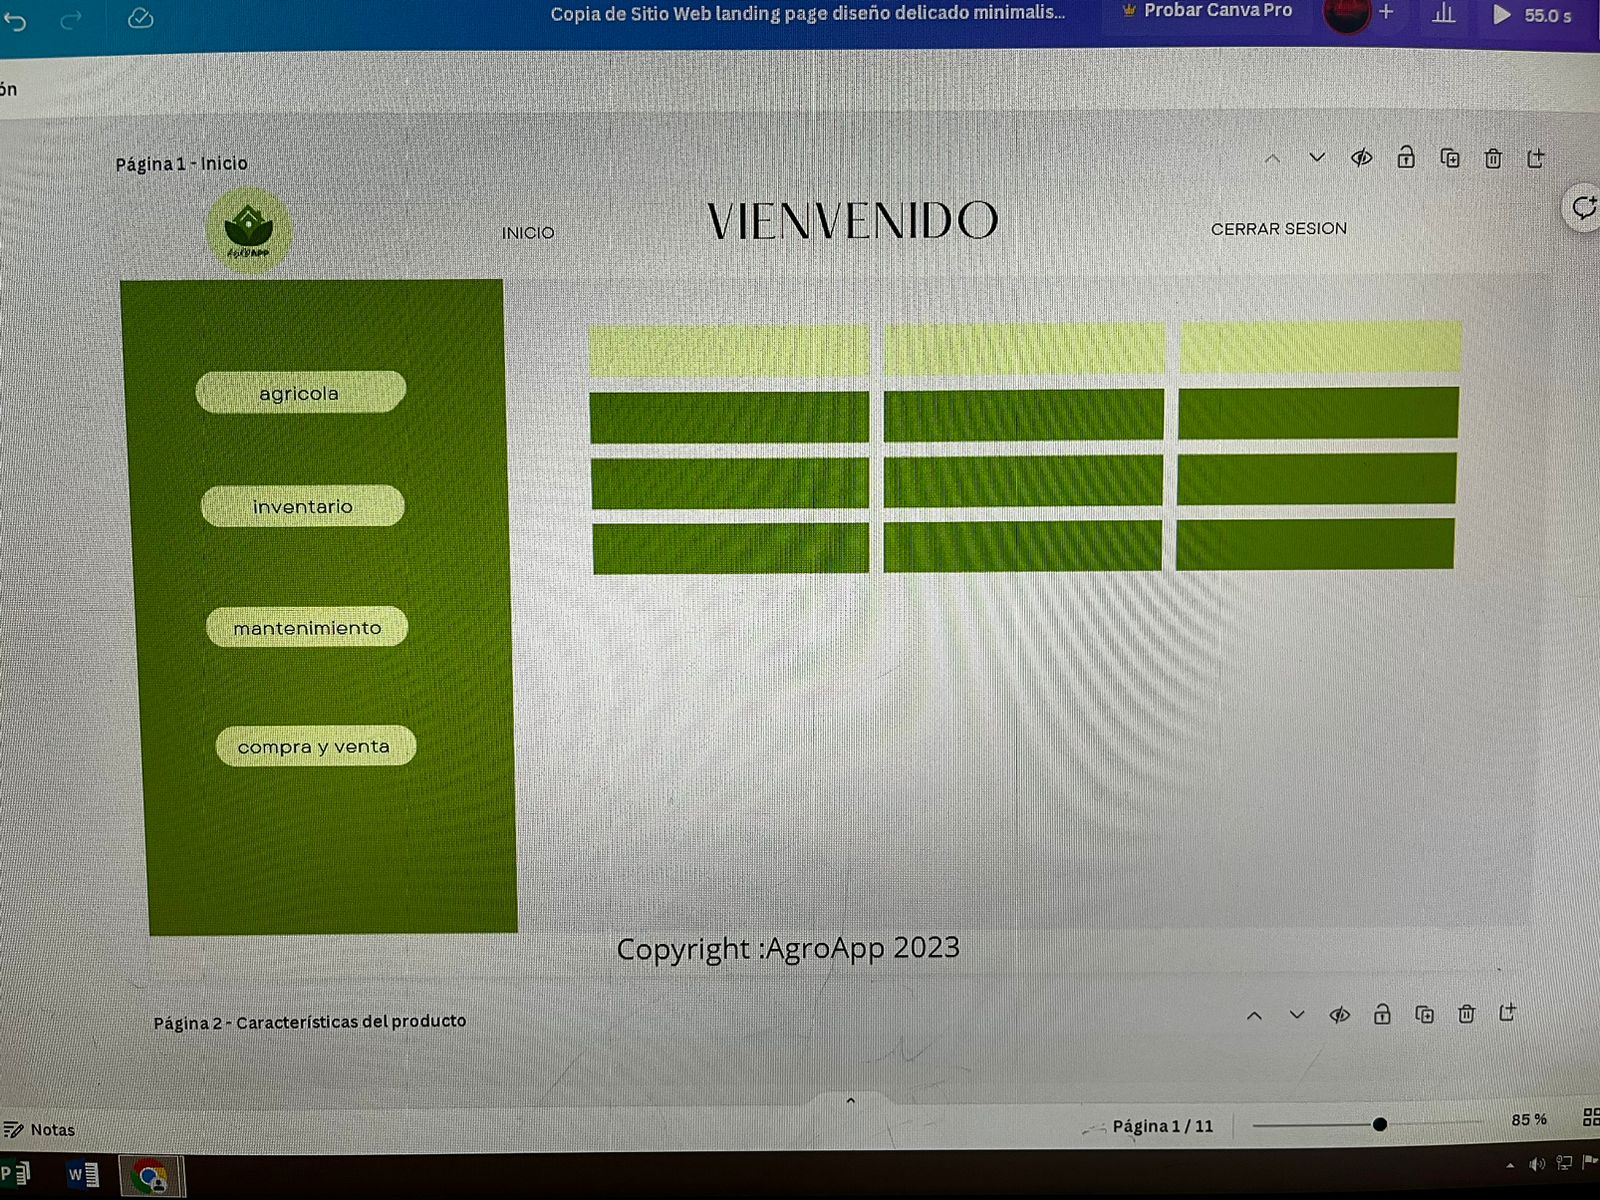 Copia de Sitio Web landing page diseño delicado minimalis...
Probar Canva Pro
55.0 s
ón
Página 1 - Inicio
AgroAPP
INICIO
VIENVENIDO
CERRAR SESION
agricola
inventario
mantenimiento
compra y venta
Copyright :AgroApp 2023
Página 2 - Características del producto
Notas
Página 1 / 11
85 %
P
W